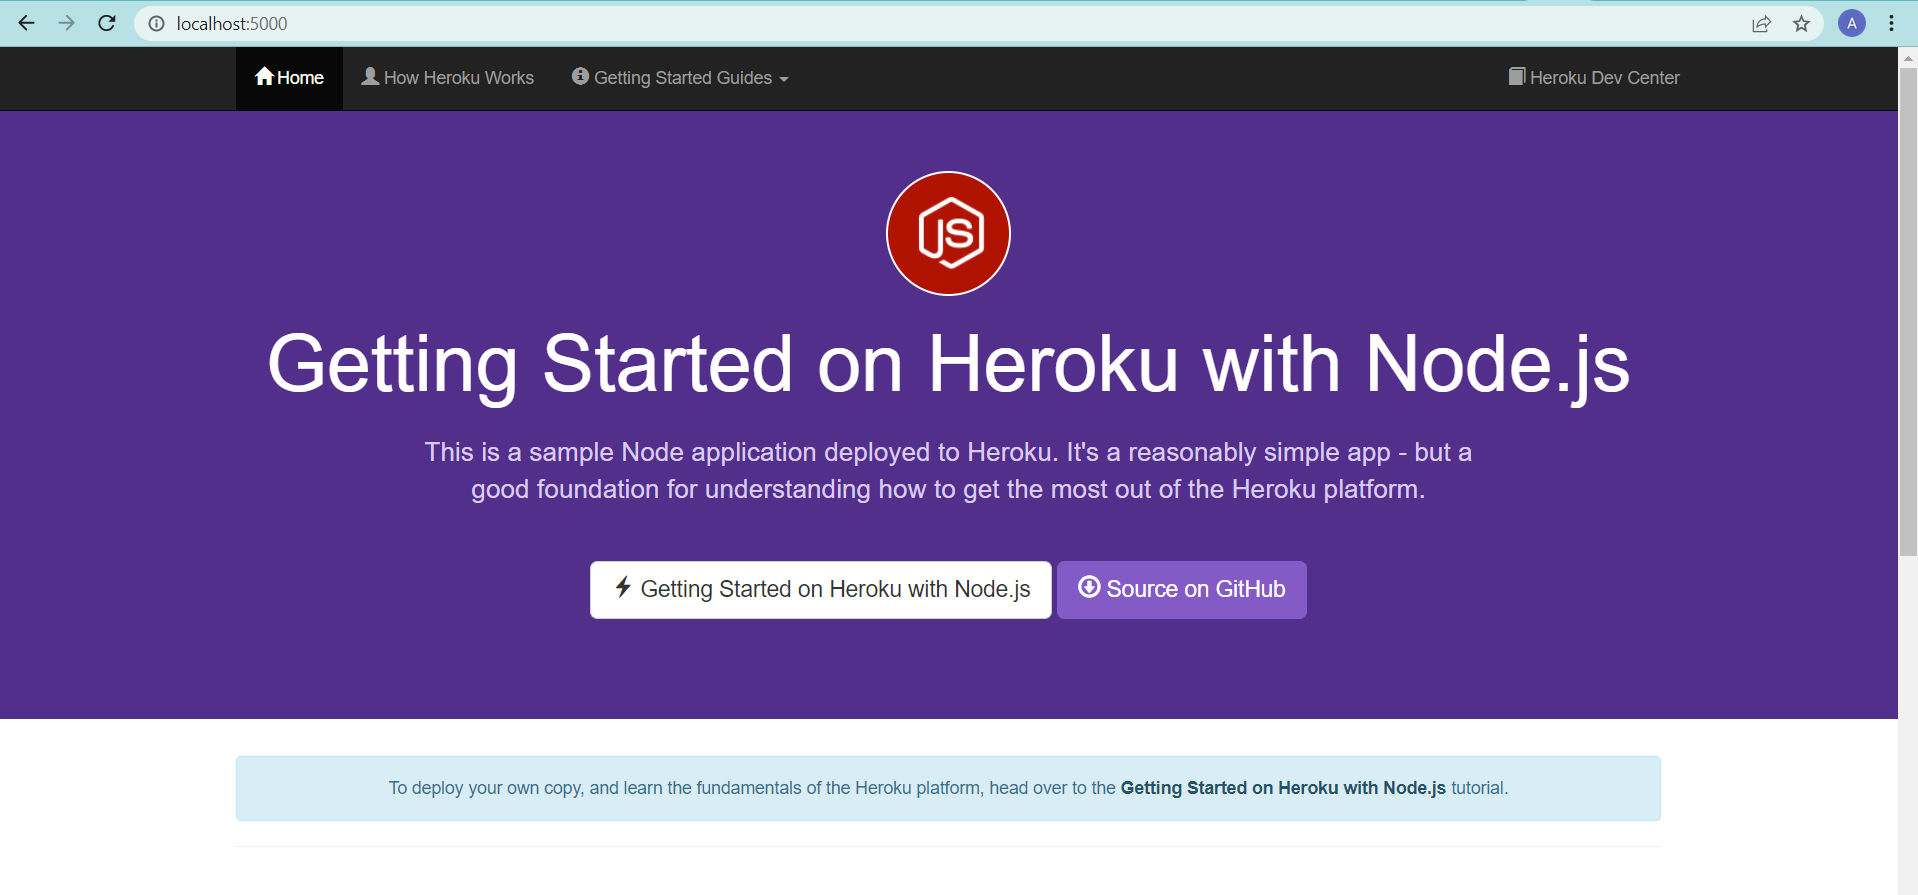 localhost:5000
A
Home How Heroku Works Getting Started Guides Heroku Dev Center
JS
Getting Started on Heroku with Node.js
This is a sample Node application deployed to Heroku. It's a reasonably simple app - but a
good foundation for understanding how to get the most out of the Heroku platform.
Getting Started on Heroku with Node.js Source on GitHub
To deploy your own copy, and learn the fundamentals of the Heroku platform, head over to the Getting Started on Heroku with Node.js tutorial.